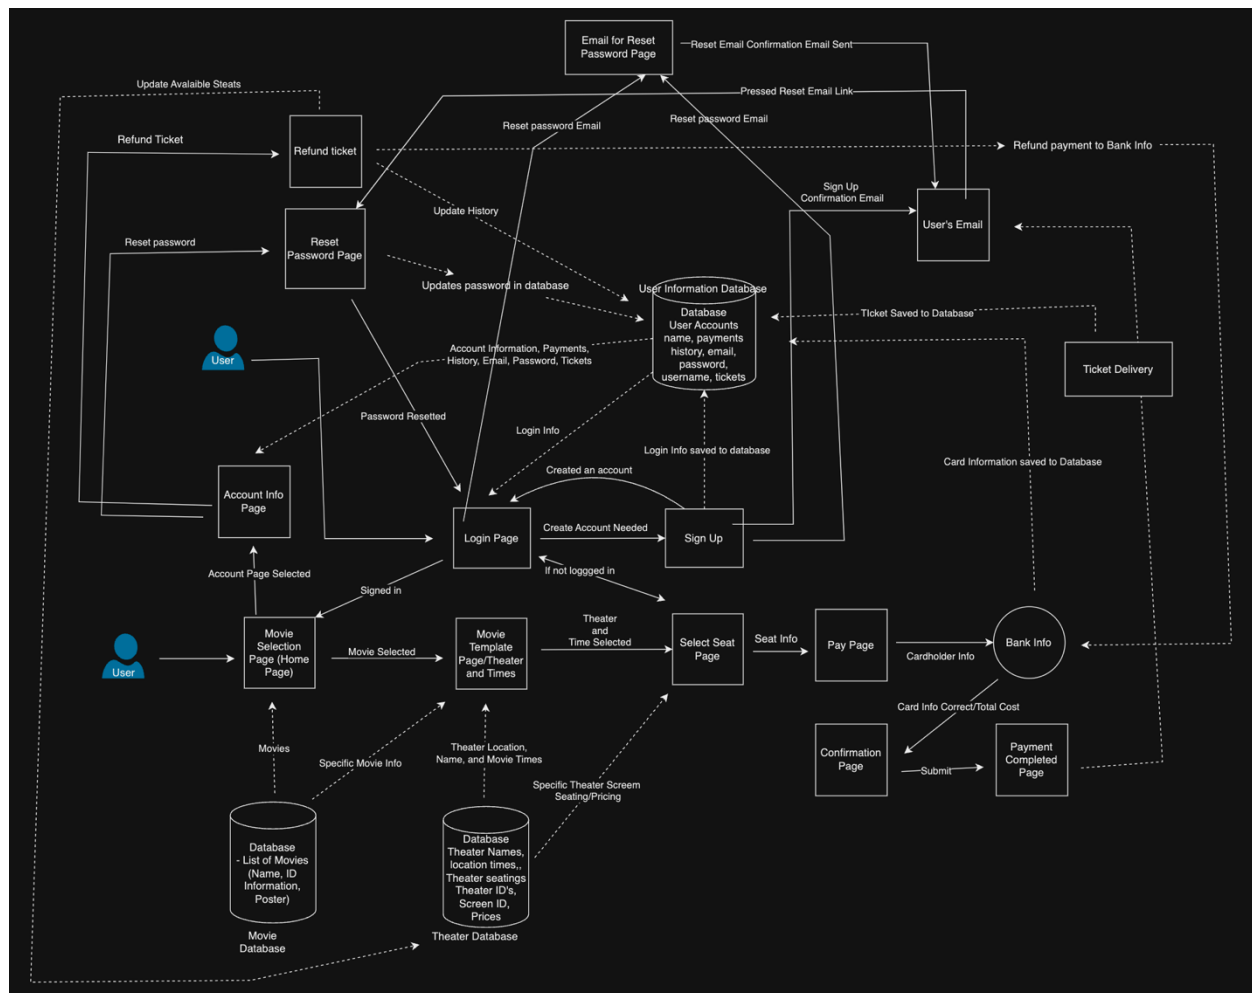 Email for Reset
Password Page
Reset Email Confirmation Email Sent
Update Avalaible Steats
Pressed Reset Email Link
Reset password Email
Reset password Email
Refund Ticket
Refund ticket
Refund payment to Bank Info
Sign Up
Confirmation Email
Update History
User's Email
Reset password
Reset
Password Page
Updates password in database
User Information Database
Database
User Accounts
name, payments
history, email,
password,
username, tickets
TIcket Saved to Database
Account Information, Payments,
History, Email, Password, Tickets
User
Ticket Delivery
Password Resetted
Login Info
Login Info saved to database
Card Information saved to Database
Created an account
Account Info
Page
Login Page
Create Account Needed
Sign Up
Account Page Selected
If not loggged in
Signed in
Movie
Selection
Page (Home
Page)
Movie Selected
Movie
Template
Page/Theater
and Times
Theater
and
Time Selected
Select Seat
Page
Seat Info
Pay Page
Cardholder Info
Bank Info
User
Card Info Correct/Total Cost
Movies
Specific Movie Info
Theater Location,
Name, and Movie Times
Specific Theater Screen
Seating/Pricing
Confirmation
Page
Submit
Payment
Completed
Page
Database
- List of Movies
(Name, ID
Information,
Poster)
Movie
Database
Database
Theater Names,
location times,,
Theater seatings
Theater ID's,
Screen ID,
Prices
Theater Database